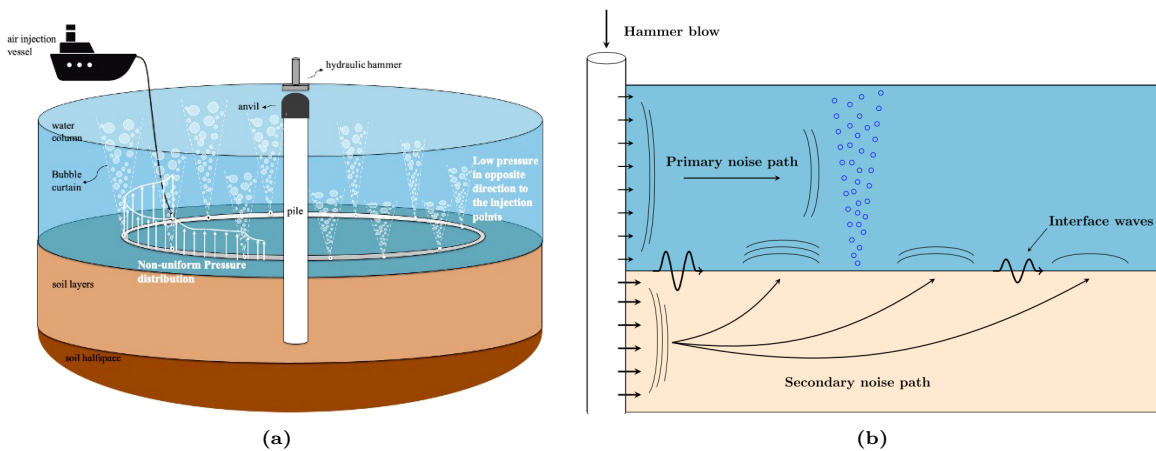 air injection
vessel
hydraulic hammer
anvil
water
column
Bubble
curtain
Low pressure
in opposite
direction to
the injection
points
pile
Non-uniform Pressure
distribution
soil layers
soil halfspace
(a)
Hammer blow
Primary noise path
Interface waves
Secondary noise path
(b)